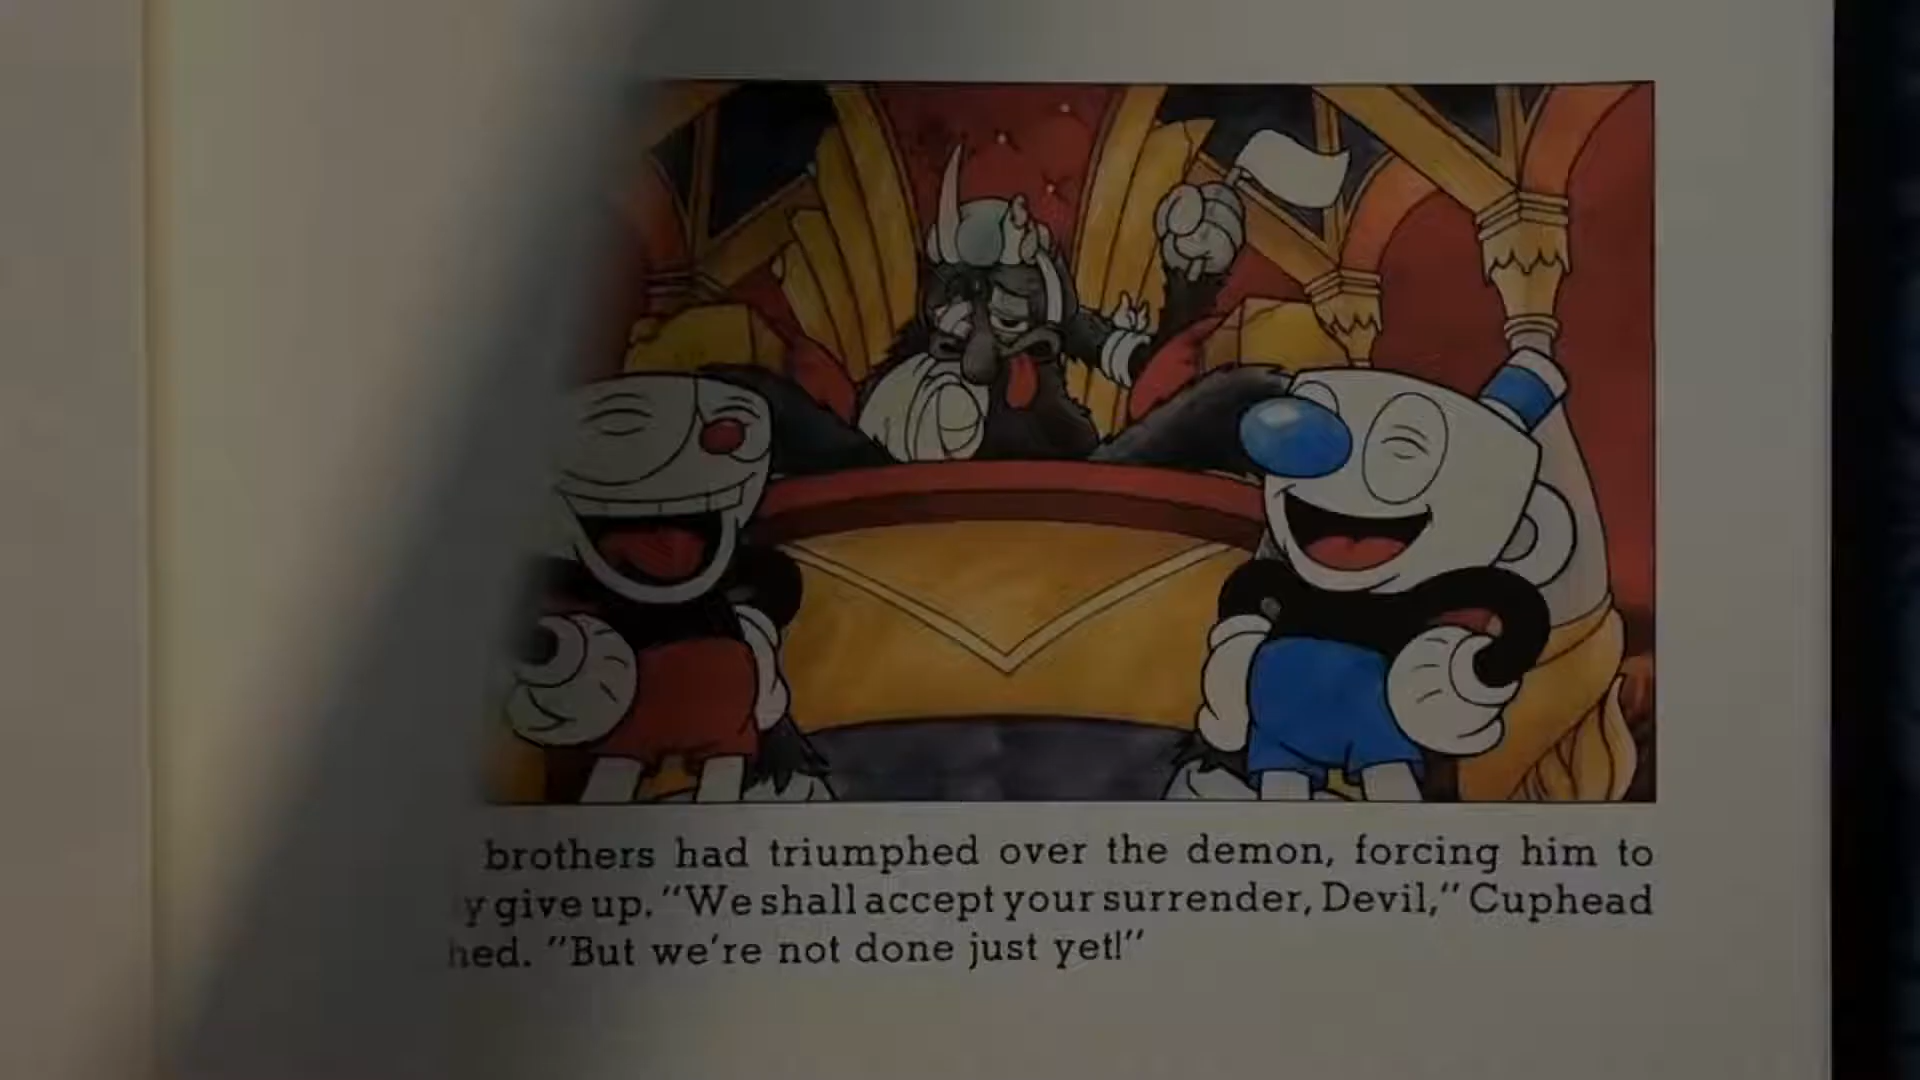 brothers had triumphed over the demon, forcing him to
y give up. "We shall accept your surrender, Devil," Cuphead
hed. "But we're not done just yet!"